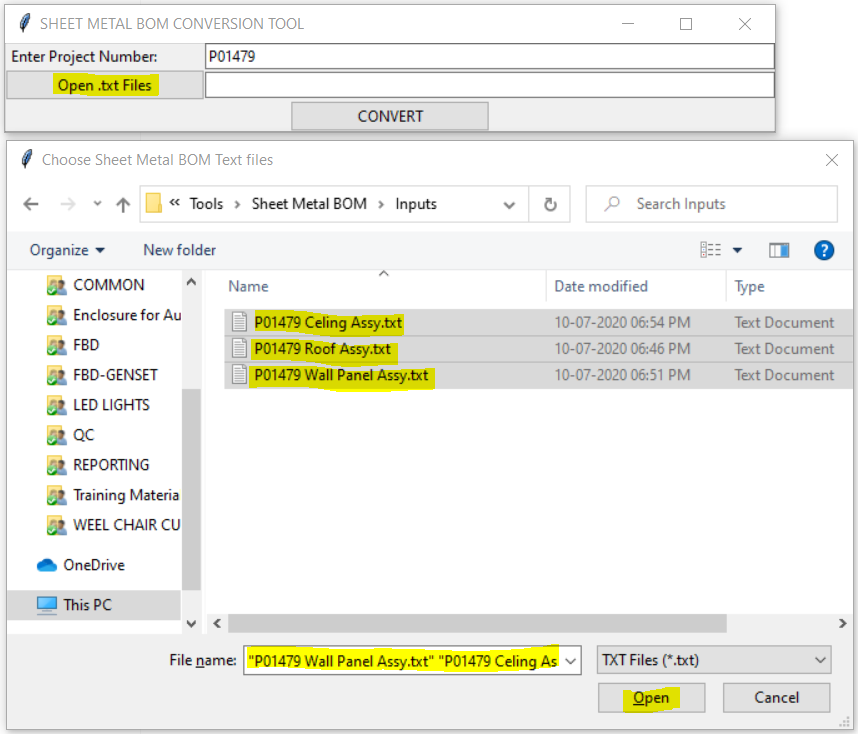 SHEET METAL BOM CONVERSION TOOL
Enter Project Number: P01479
Open .txt Files
CONVERT
Choose Sheet Metal BOM Text files
« Tools › Sheet Metal BOM › Inputs Search Inputs
Organize New folder
Name Date modified Type
COMMON
Enclosure for Au
FBD
FBD-GENSET
LED LIGHTS
QC
REPORTING
Training Materia
WEEL CHAIR CU
OneDrive
This PC
P01479 Celing Assy.txt 10-07-2020 06:54 PM Text Document
P01479 Roof Assy.txt 10-07-2020 06:46 PM Text Document
P01479 Wall Panel Assy.txt 10-07-2020 06:51 PM Text Document
File name: "P01479 Wall Panel Assy.txt" "P01479 Celing As TXT Files (*.txt)
Open Cancel